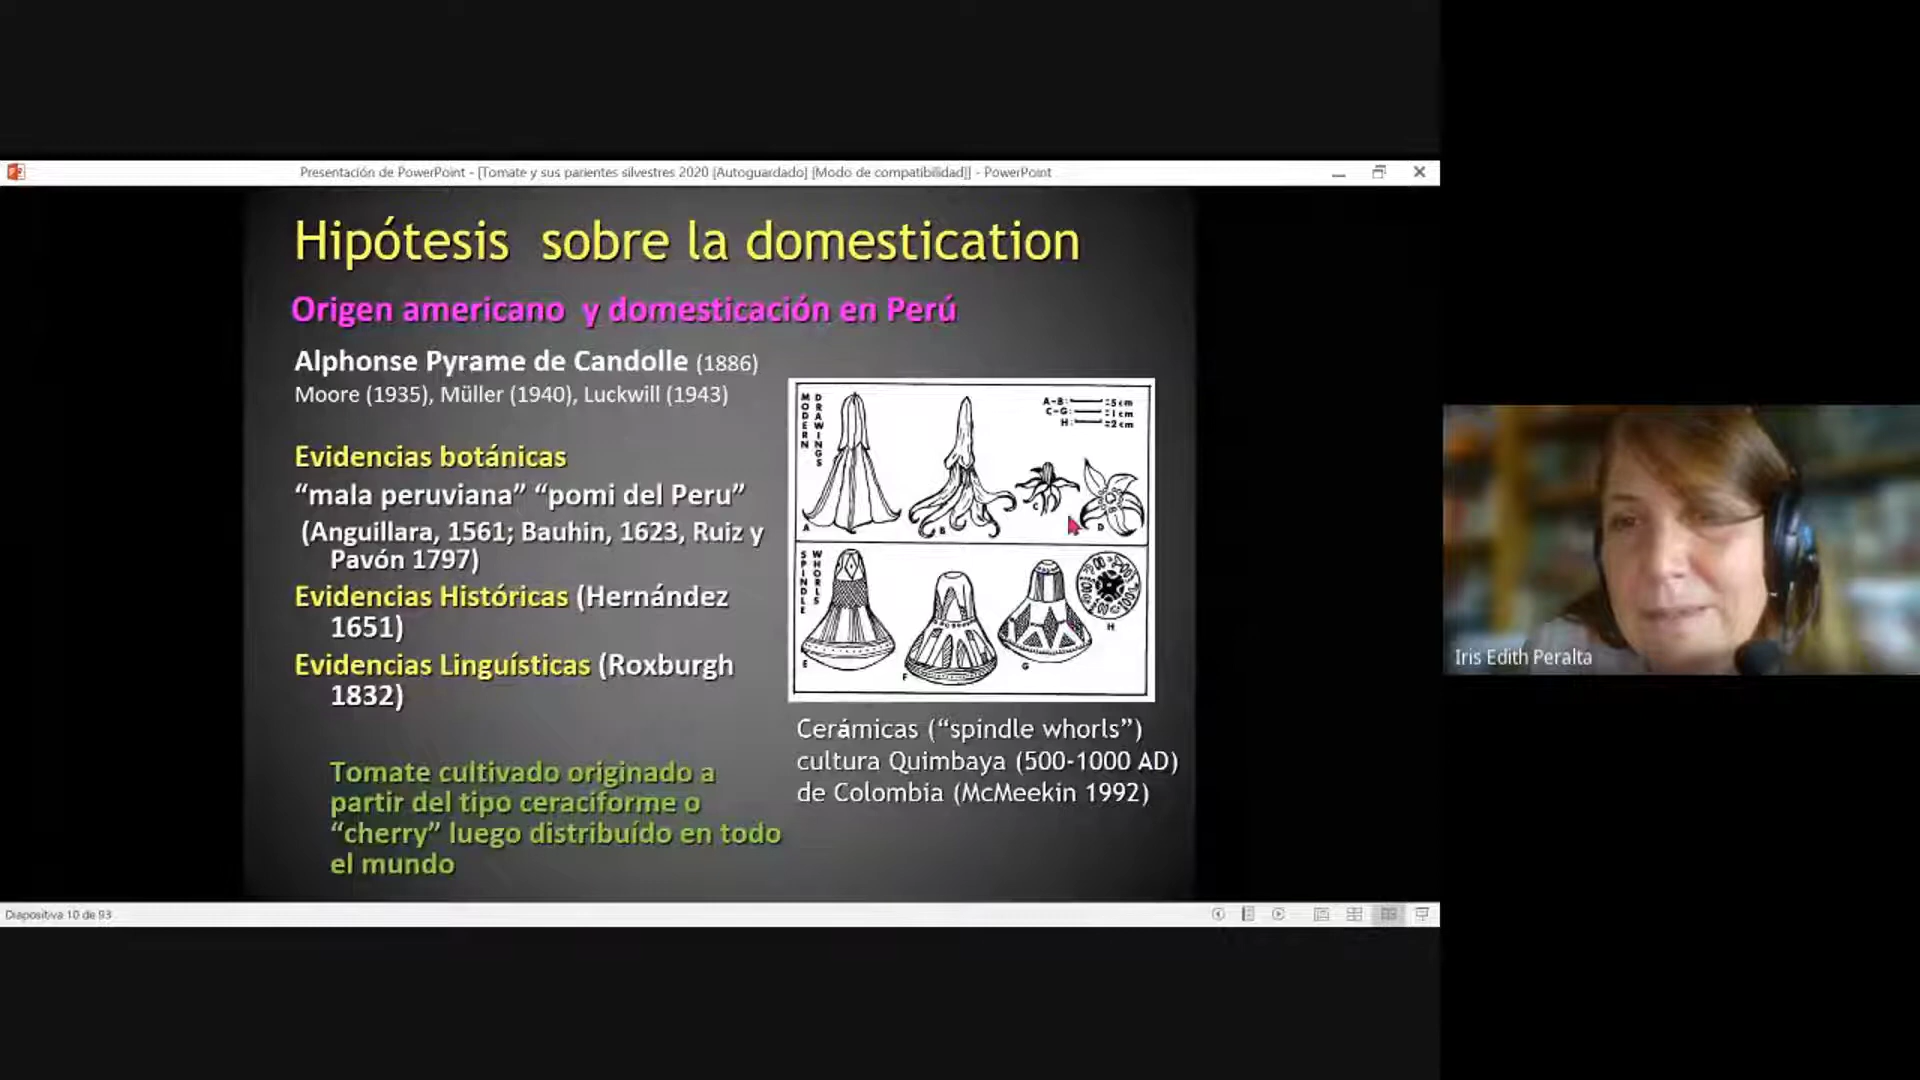 Presentación de PowerPoint - [Tomate y sus parientes silvestres 2020 [Autoguardado] [Modo de compatibilidad]] - PowerPoint
Hipótesis sobre la domestication
Origen americano y domesticación en Perú
Alphonse Pyrame de Candolle (1886)
Moore (1935), Müller (1940), Luckwill (1943)
Evidencias botánicas
“mala peruviana” “pomi del Peru”
(Anguillara, 1561; Bauhin, 1623, Ruiz y
Pavón 1797)
Evidencias Históricas (Hernández
1651)
Evidencias Linguísticas (Roxburgh
1832)
Tomate cultivado originado a
partir del tipo ceraciforme o
“cherry” luego distribuído en todo
el mundo
MODERN DRAWINGS
A-B: =5cm
C-G: =1cm
H: =2cm
A
B
C
D
SPINDLE WHORLS
E
F
G
H
Cerámicas (“spindle whorls”)
cultura Quimbaya (500-1000 AD)
de Colombia (McMeekin 1992)
Iris Edith Peralta
Diapositiva 10 de 93